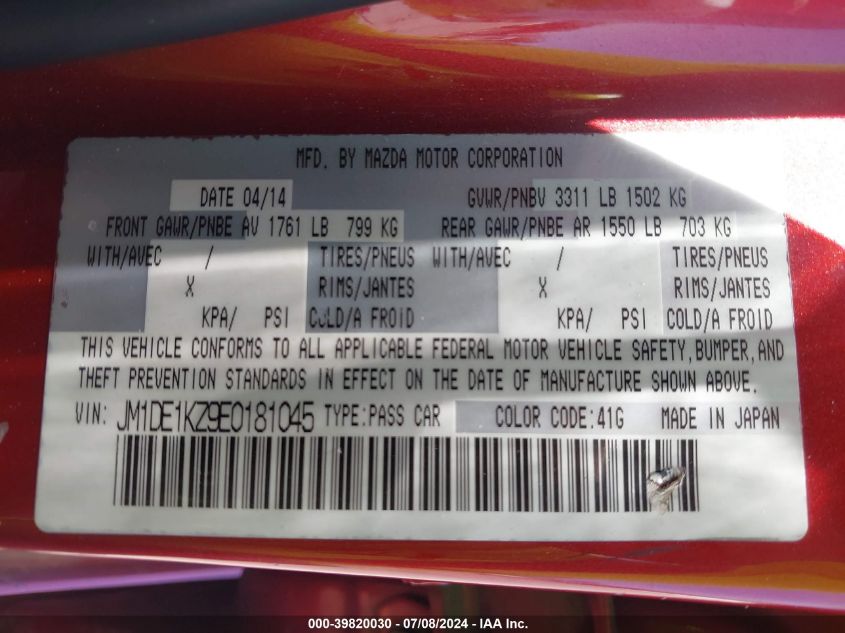 MFD. BY MAZDA MOTOR CORPORATION
DATE 04/14 GVWR/PNBV 3311 LB 1502 KG
FRONT GAWR/PNBE AV 1761 LB 799 KG REAR GAWR/PNBE AR 1550 LB 703 KG
WITH/AVEC / TIRES/PNEUS WITH/AVEC / TIRES/PNEUS
X RIMS/JANTES X RIMS/JANTES
KPA/ PSI COLD/A FROID KPA/ PSI COLD/A FROID
THIS VEHICLE CONFORMS TO ALL APPLICABLE FEDERAL MOTOR VEHICLE SAFETY, BUMPER, AND
THEFT PREVENTION STANDARDS IN EFFECT ON THE DATE OF MANUFACTURE SHOWN ABOVE.
VIN: JM1DE1KZ9E0181045 TYPE:PASS CAR COLOR CODE:41G MADE IN JAPAN
000-39820030 - 07/08/2024 - IAA Inc.